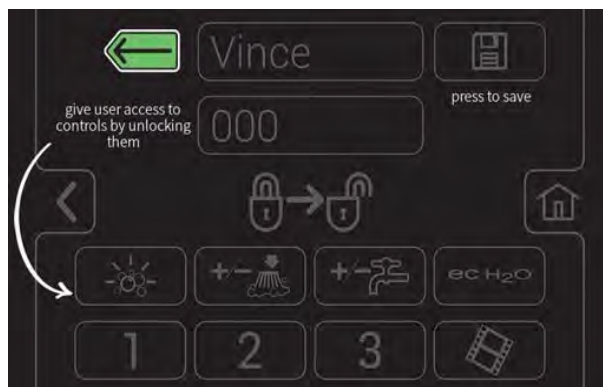 Vince
press to save
give user access to
controls by unlocking
them
000
+/- +/- ec H2O
1 2 3